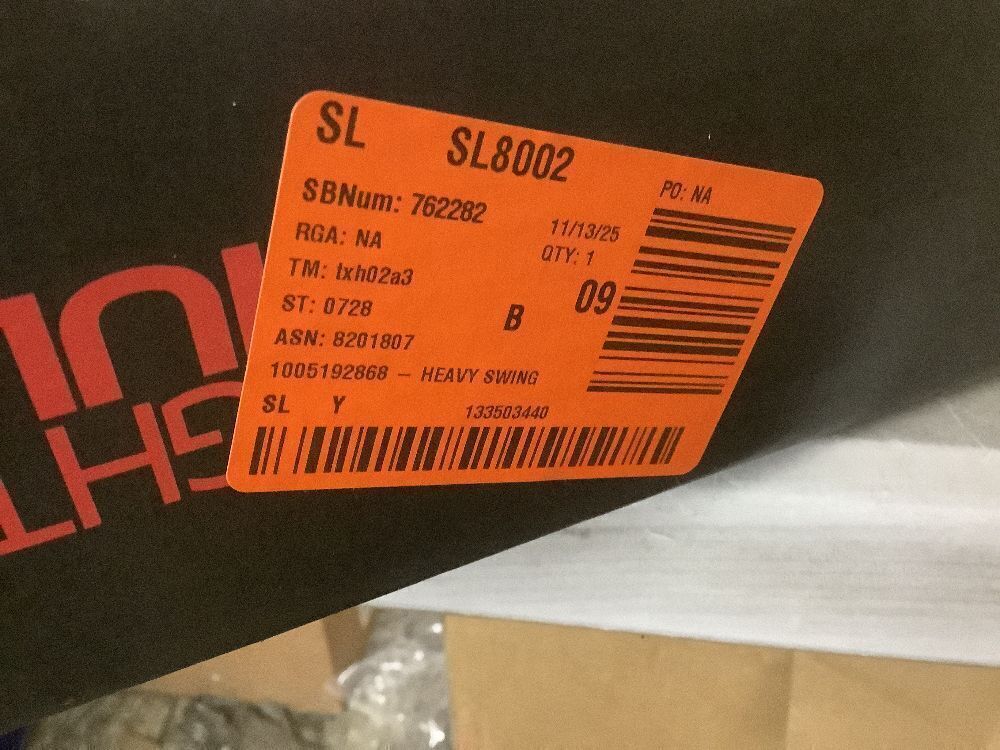 SL SL8002
PO: NA
SBNum: 762282
11/13/25
RGA: NA
QTY: 1
TM: txh02a3
09
ST: 0728
B
ASN: 8201807
1005192868 – HEAVY SWING
SL Y 133503440